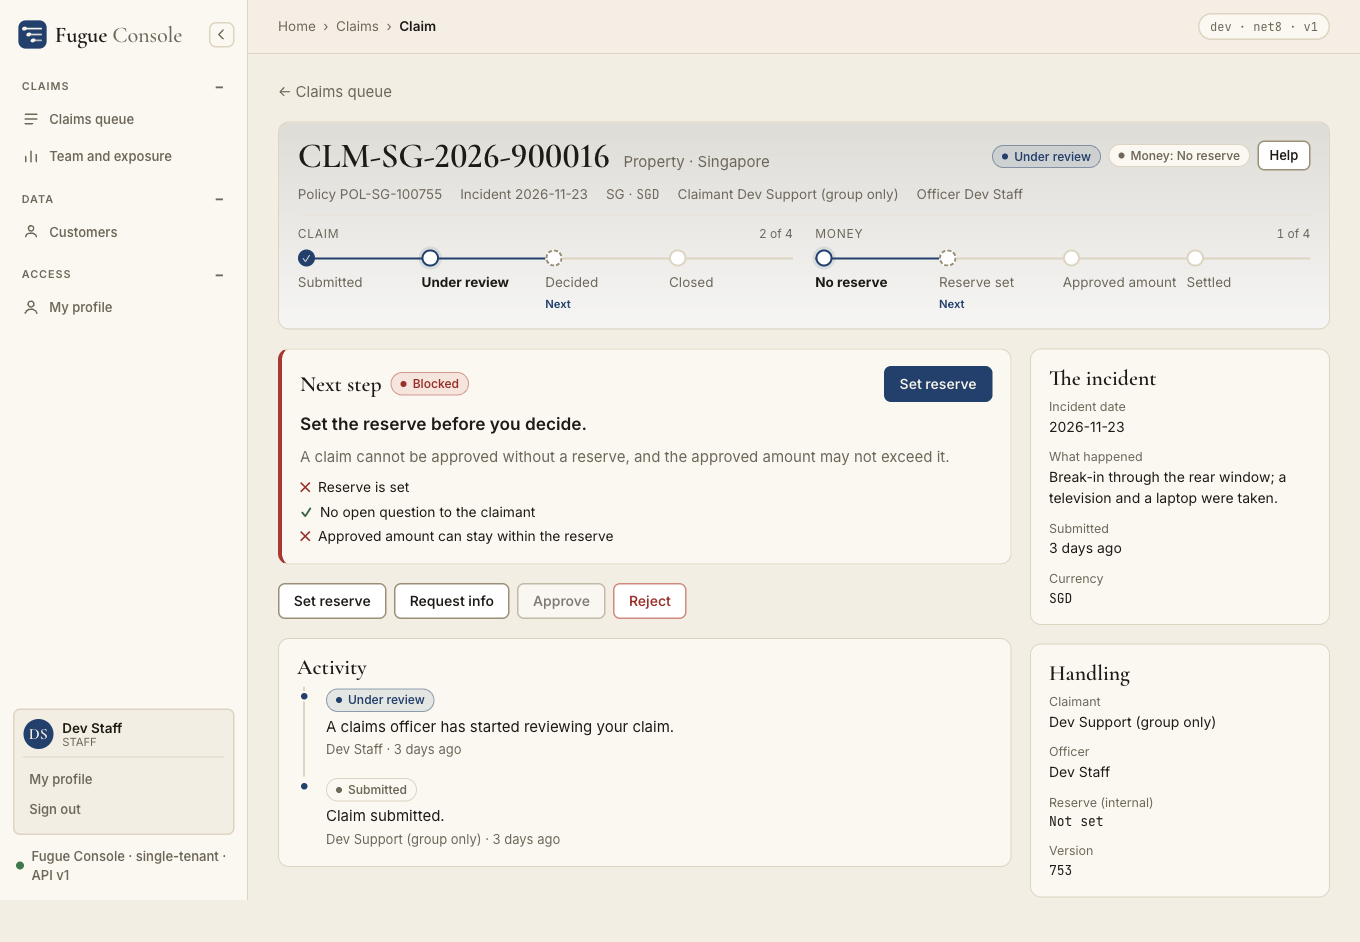 Fugue Console
CLAIMS
Claims queue
Team and exposure
DATA
Customers
ACCESS
My profile
DS
Dev Staff
STAFF
My profile
Sign out
Fugue Console · single-tenant ·
API v1
Home › Claims › Claim
dev · net8 · v1
← Claims queue
CLM-SG-2026-900016 Property · Singapore
Under review
Money: No reserve
Help
Policy POL-SG-100755 Incident 2026-11-23 SG · SGD Claimant Dev Support (group only) Officer Dev Staff
CLAIM 2 of 4
Submitted Under review Decided Closed
Next
MONEY 1 of 4
No reserve Reserve set Approved amount Settled
Next
Next step Blocked Set reserve
Set the reserve before you decide.
A claim cannot be approved without a reserve, and the approved amount may not exceed it.
Reserve is set
No open question to the claimant
Approved amount can stay within the reserve
Set reserve Request info Approve Reject
Activity
Under review
A claims officer has started reviewing your claim.
Dev Staff · 3 days ago
Submitted
Claim submitted.
Dev Support (group only) · 3 days ago
The incident
Incident date
2026-11-23
What happened
Break-in through the rear window; a
television and a laptop were taken.
Submitted
3 days ago
Currency
SGD
Handling
Claimant
Dev Support (group only)
Officer
Dev Staff
Reserve (internal)
Not set
Version
753